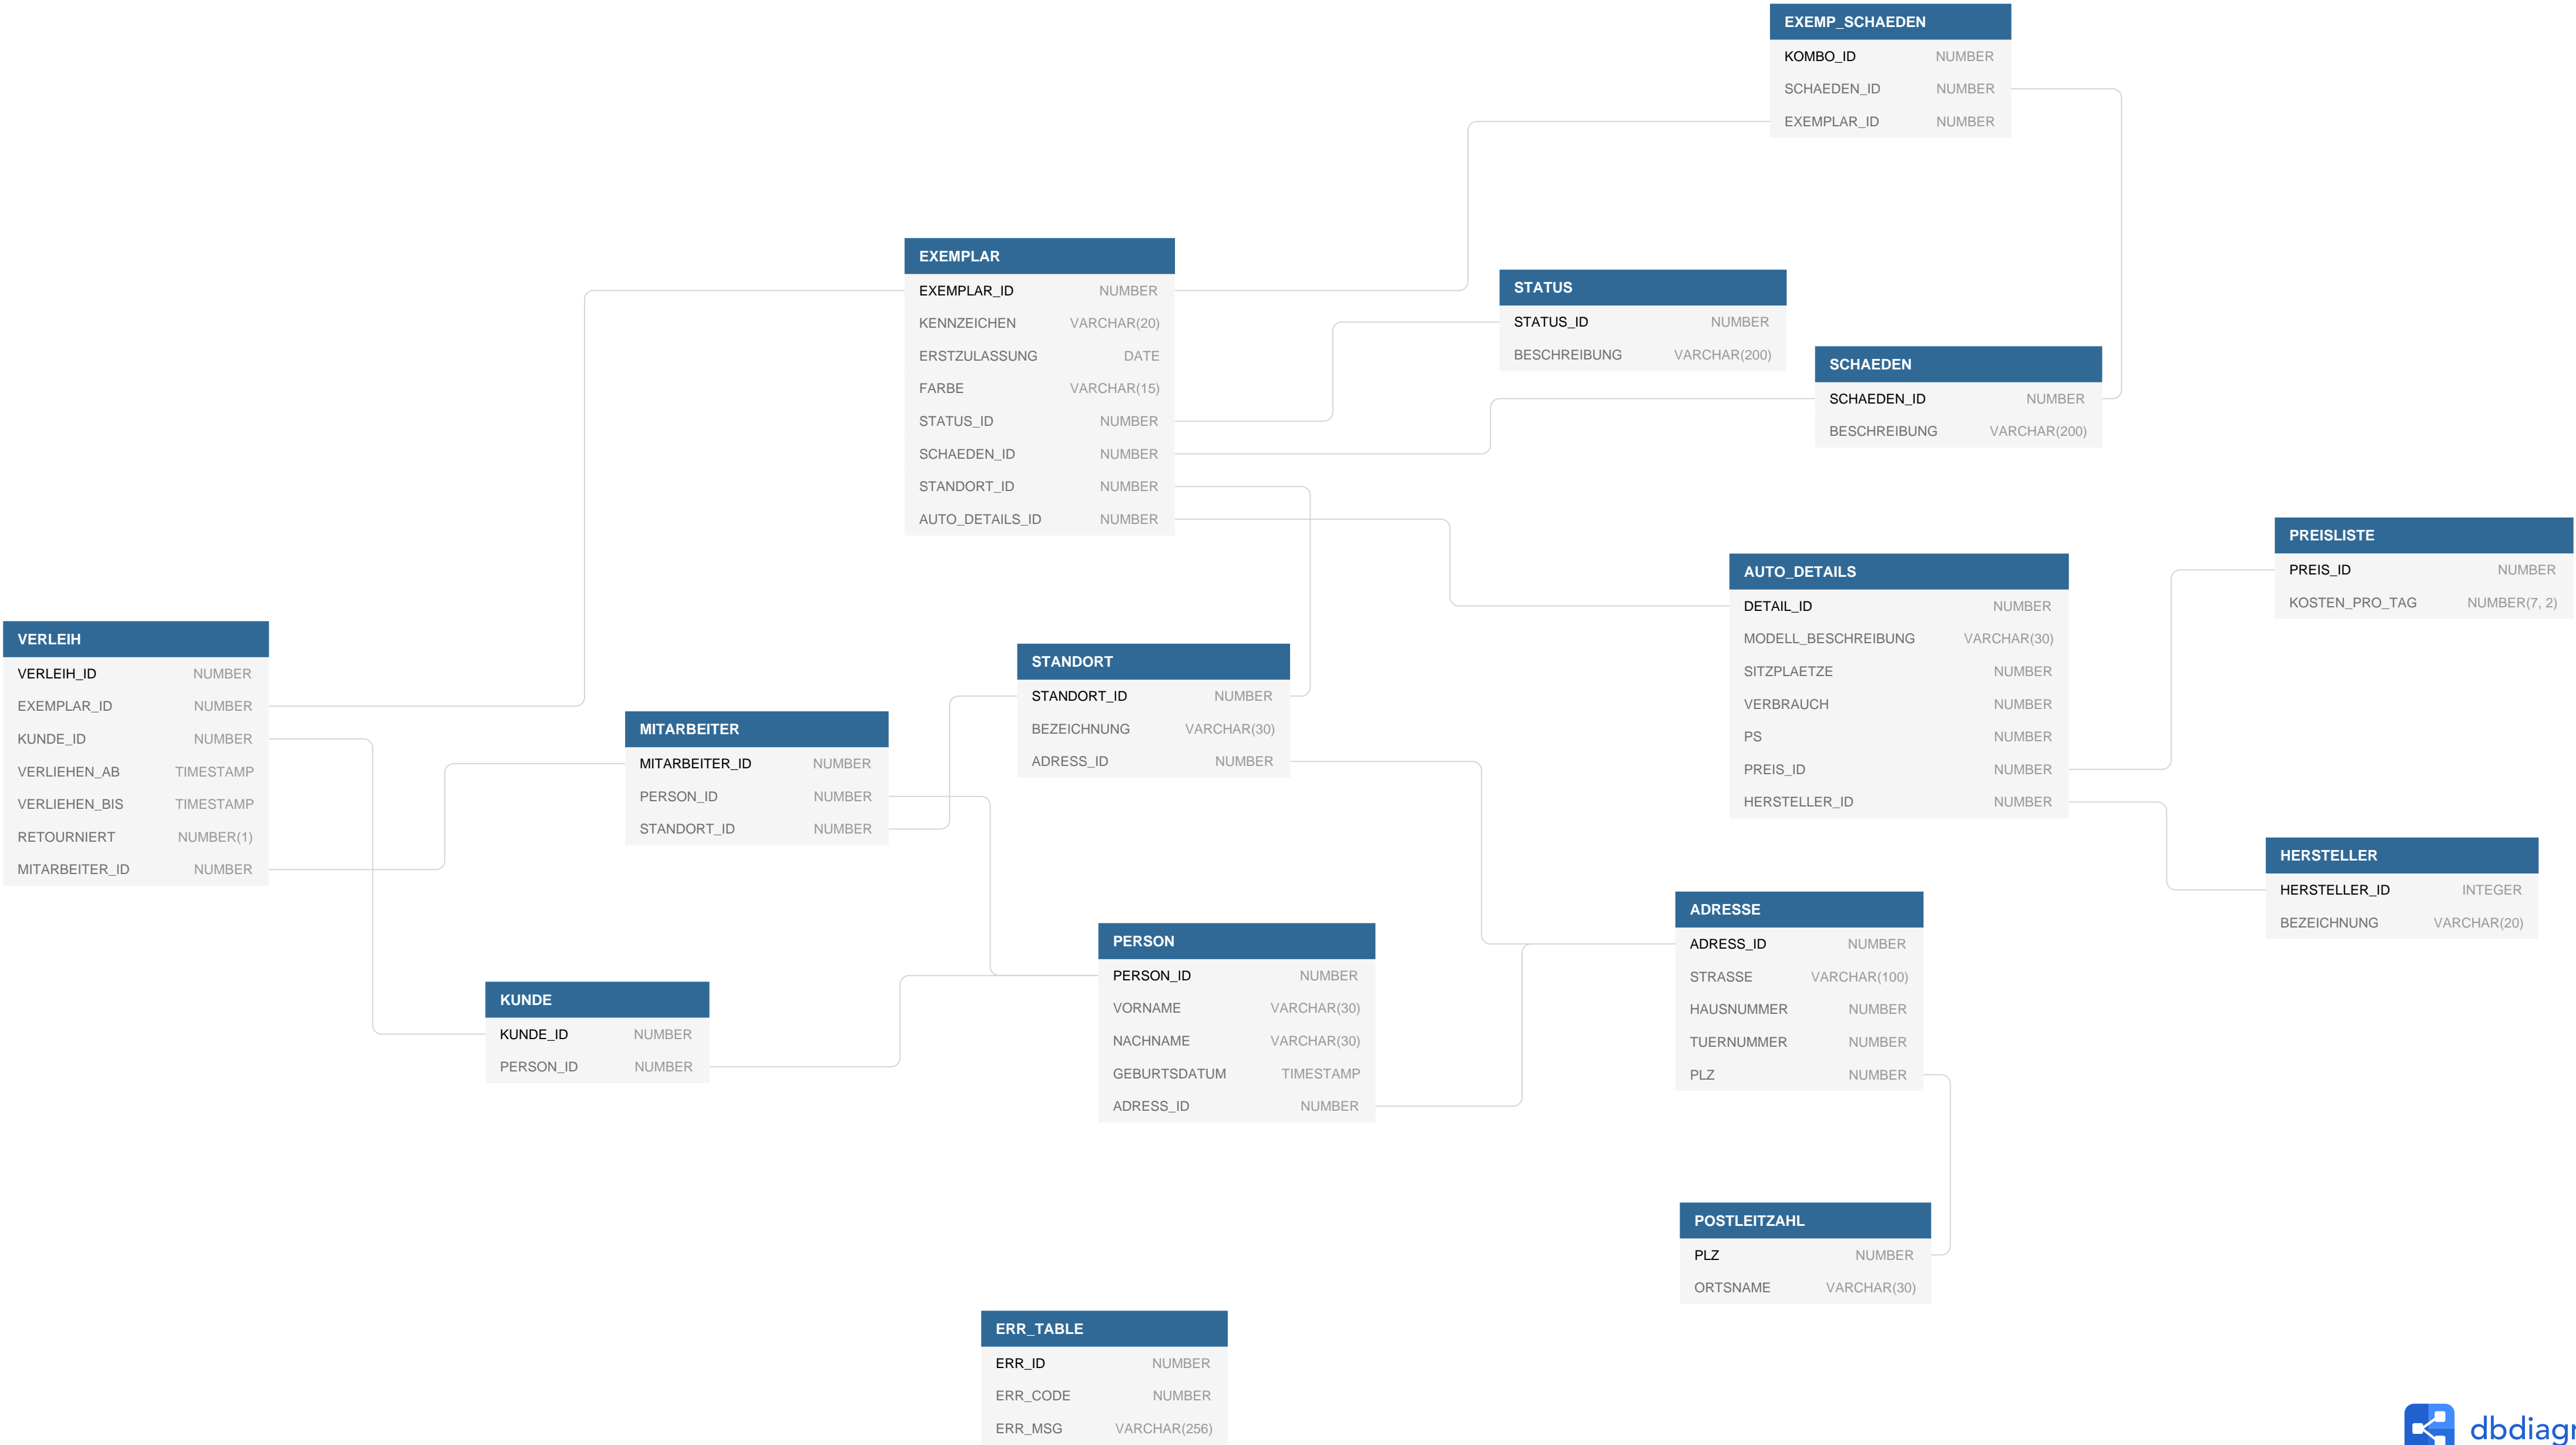 EXEMP_SCHAEDEN
KOMBO_ID NUMBER
SCHAEDEN_ID NUMBER
EXEMPLAR_ID NUMBER
EXEMPLAR
EXEMPLAR_ID NUMBER
KENNZEICHEN VARCHAR(20)
ERSTZULASSUNG DATE
FARBE VARCHAR(15)
STATUS_ID NUMBER
SCHAEDEN_ID NUMBER
STANDORT_ID NUMBER
AUTO_DETAILS_ID NUMBER
STATUS
STATUS_ID NUMBER
BESCHREIBUNG VARCHAR(200)
SCHAEDEN
SCHAEDEN_ID NUMBER
BESCHREIBUNG VARCHAR(200)
PREISLISTE
PREIS_ID NUMBER
KOSTEN_PRO_TAG NUMBER(7, 2)
AUTO_DETAILS
DETAIL_ID NUMBER
MODELL_BESCHREIBUNG VARCHAR(30)
SITZPLAETZE NUMBER
VERBRAUCH NUMBER
PS NUMBER
PREIS_ID NUMBER
HERSTELLER_ID NUMBER
VERLEIH
VERLEIH_ID NUMBER
EXEMPLAR_ID NUMBER
KUNDE_ID NUMBER
VERLIEHEN_AB TIMESTAMP
VERLIEHEN_BIS TIMESTAMP
RETOURNIERT NUMBER(1)
MITARBEITER_ID NUMBER
STANDORT
STANDORT_ID NUMBER
BEZEICHNUNG VARCHAR(30)
ADRESS_ID NUMBER
MITARBEITER
MITARBEITER_ID NUMBER
PERSON_ID NUMBER
STANDORT_ID NUMBER
HERSTELLER
HERSTELLER_ID INTEGER
BEZEICHNUNG VARCHAR(20)
ADRESSE
ADRESS_ID NUMBER
STRASSE VARCHAR(100)
HAUSNUMMER NUMBER
TUERNUMMER NUMBER
PLZ NUMBER
PERSON
PERSON_ID NUMBER
VORNAME VARCHAR(30)
NACHNAME VARCHAR(30)
GEBURTSDATUM TIMESTAMP
ADRESS_ID NUMBER
KUNDE
KUNDE_ID NUMBER
PERSON_ID NUMBER
POSTLEITZAHL
PLZ NUMBER
ORTSNAME VARCHAR(30)
ERR_TABLE
ERR_ID NUMBER
ERR_CODE NUMBER
ERR_MSG VARCHAR(256)